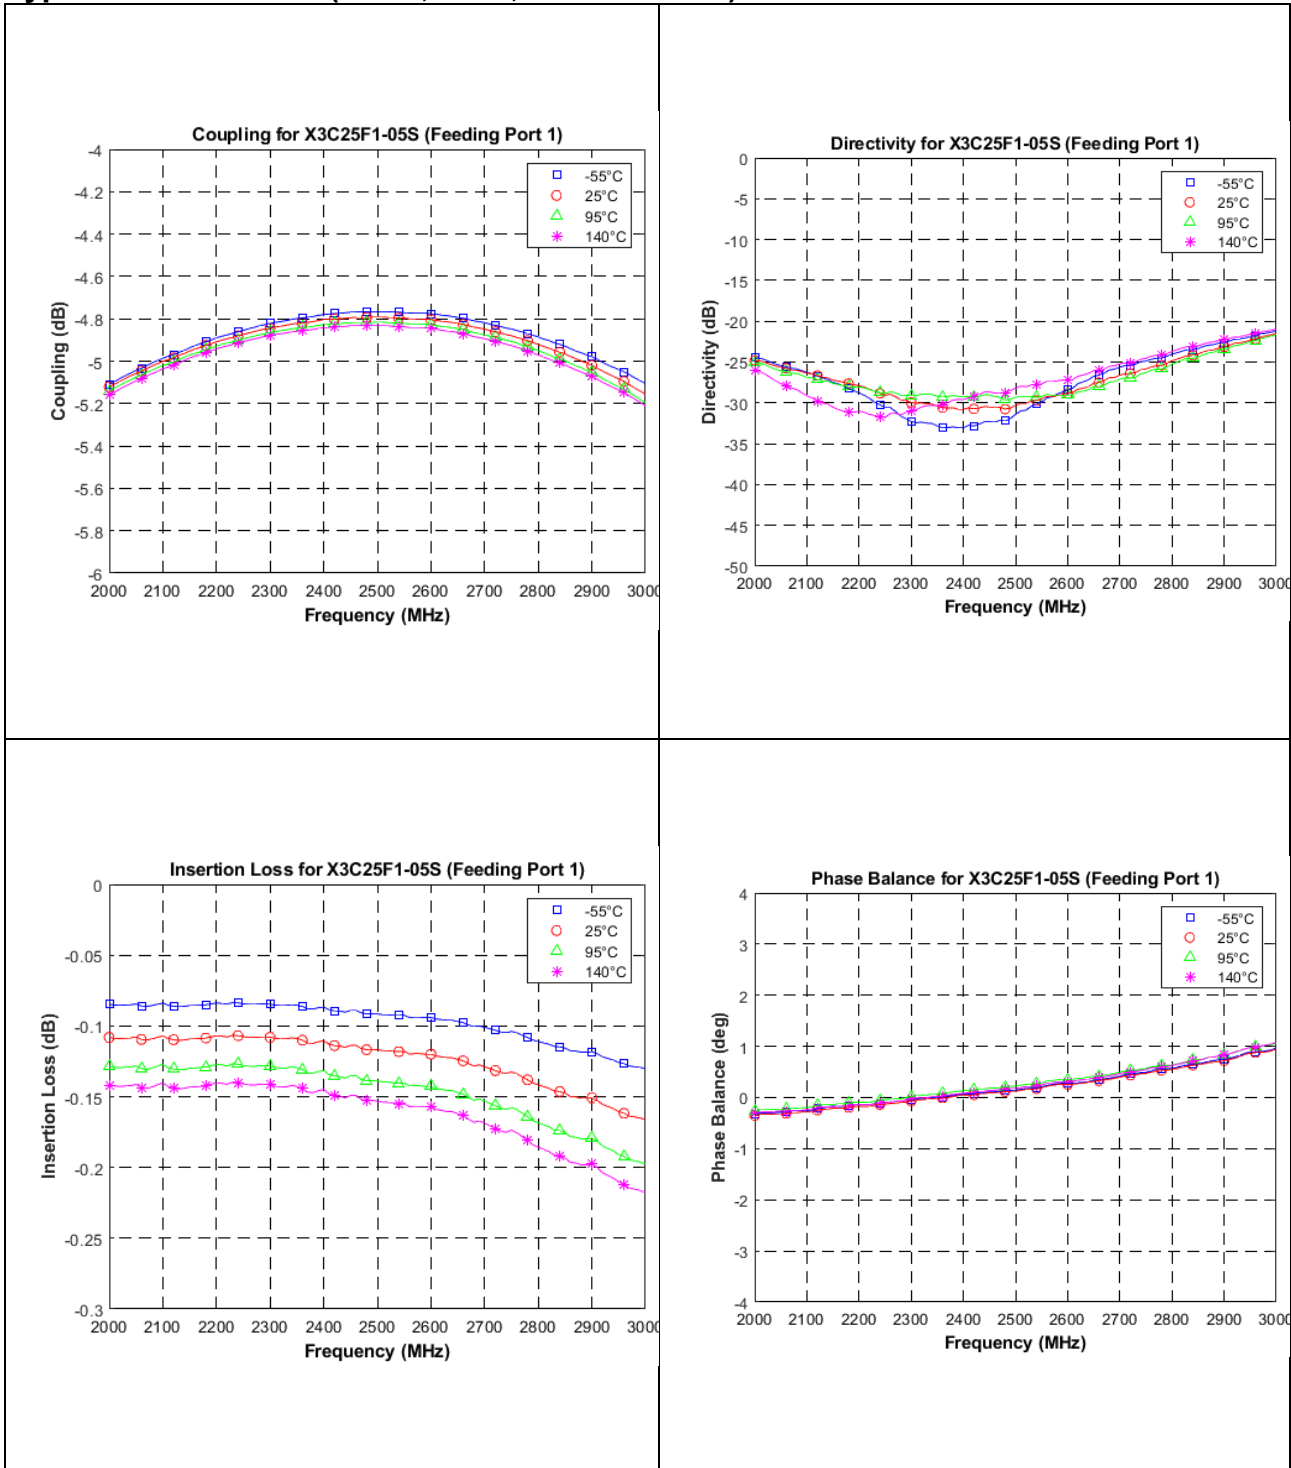 Coupling for X3C25F1-05S (Feeding Port 1)
-4
-4.2
-4.4
-4.6
-4.8
-5
-5.2
-5.4
-5.6
-5.8
-6
Coupling (dB)
-55°C
25°C
95°C
140°C
2000 2100 2200 2300 2400 2500 2600 2700 2800 2900 3000
Frequency (MHz)
Directivity for X3C25F1-05S (Feeding Port 1)
0
-5
-10
-15
-20
-25
-30
-35
-40
-45
-50
Directivity (dB)
-55°C
25°C
95°C
140°C
2000 2100 2200 2300 2400 2500 2600 2700 2800 2900 3000
Frequency (MHz)
Insertion Loss for X3C25F1-05S (Feeding Port 1)
0
-0.05
-0.1
-0.15
-0.2
-0.25
-0.3
Insertion Loss (dB)
-55°C
25°C
95°C
140°C
2000 2100 2200 2300 2400 2500 2600 2700 2800 2900 3000
Frequency (MHz)
Phase Balance for X3C25F1-05S (Feeding Port 1)
4
3
2
1
0
-1
-2
-3
-4
Phase Balance (deg)
-55°C
25°C
95°C
140°C
2000 2100 2200 2300 2400 2500 2600 2700 2800 2900 3000
Frequency (MHz)